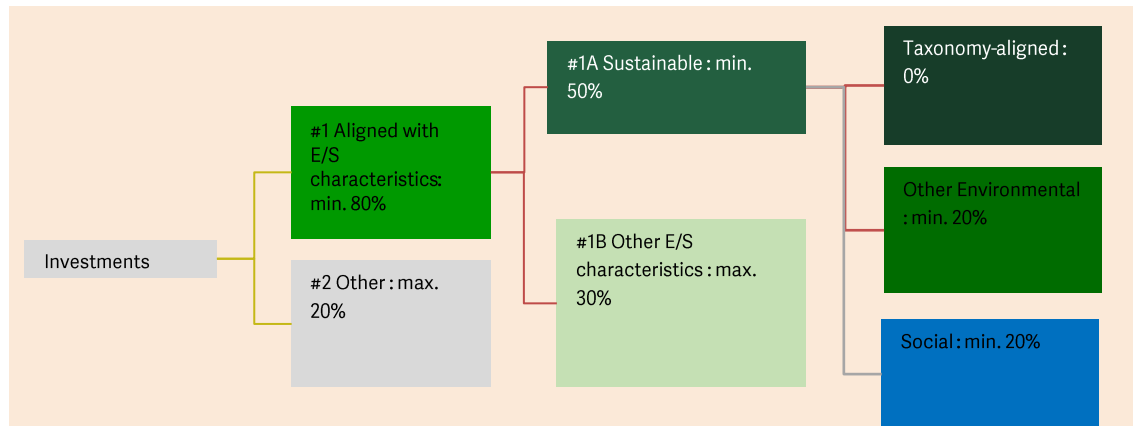 Investments
#1 Aligned with
E/S
characteristics:
min. 80%
#2 Other : max.
20%
#1A Sustainable : min.
50%
#1B Other E/S
characteristics : max.
30%
Taxonomy-aligned :
0%
Other Environmental
: min. 20%
Social : min. 20%